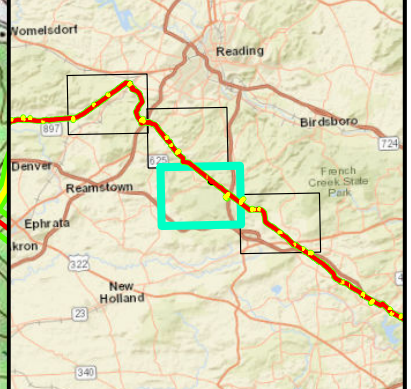 Womelsdorf
Reading
897
Birdsboro
724
625
Denver
French
Creek State
Park
Reamstown
Ephrata
kron
322
New
Holland
23
340